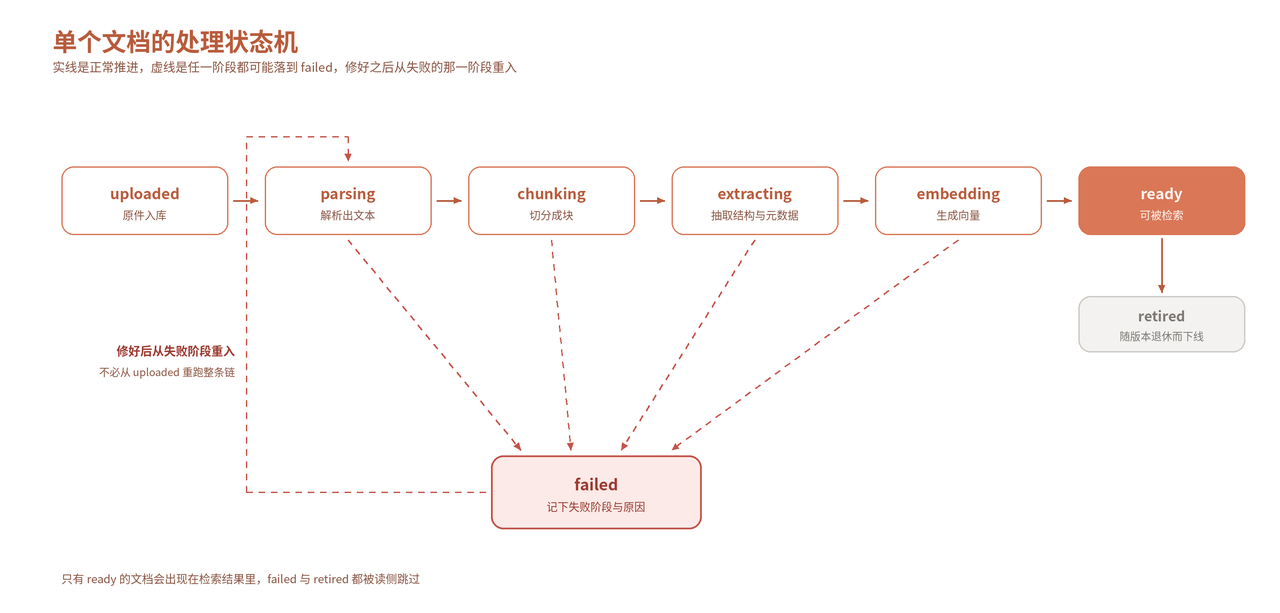 单个文档的处理状态机
实线是正常推进，虚线是任一阶段都可能落到 failed，修好之后从失败的那一阶段重入
uploaded
原件入库
parsing
解析出文本
chunking
切分成块
extracting
抽取结构与元数据
embedding
生成向量
ready
可被检索
retired
随版本退休而下线
修好后从失败阶段重入
不必从 uploaded 重跑整条链
failed
记下失败阶段与原因
只有 ready 的文档会出现在检索结果里，failed 与 retired 都被读侧跳过